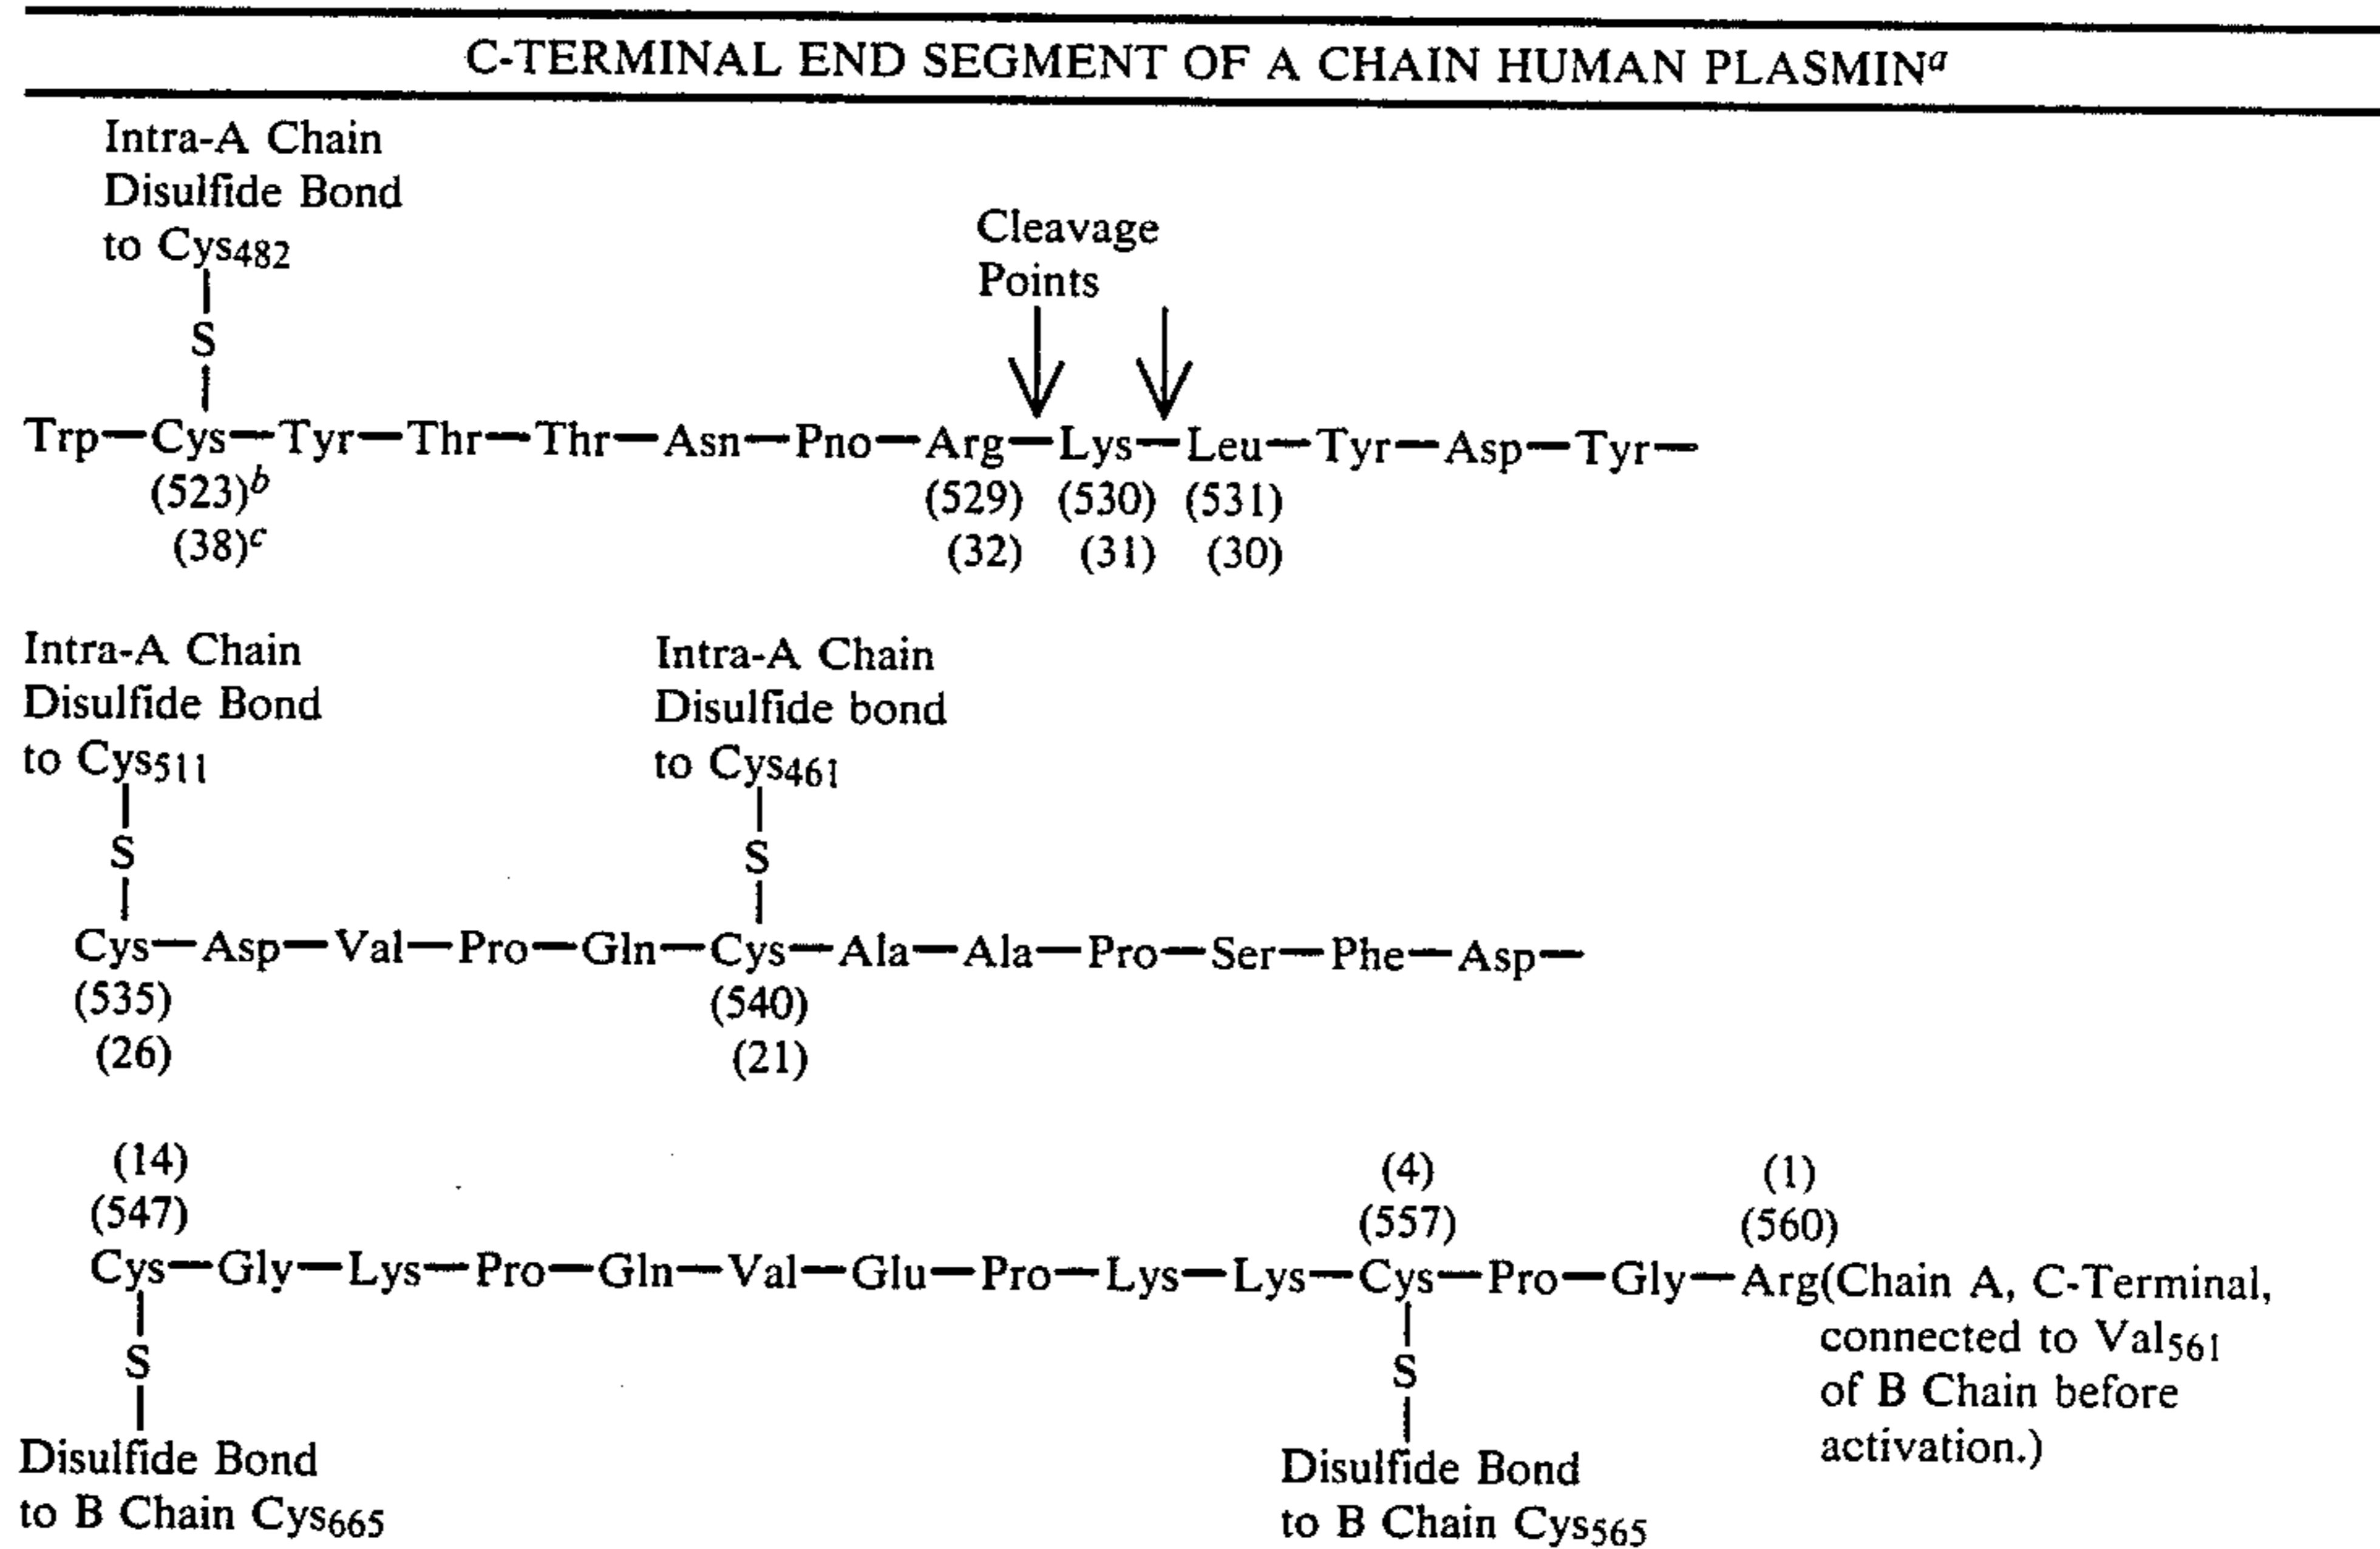 C-TERMINAL END SEGMENT OF A CHAIN HUMAN PLASMINa
Intra-A Chain
Disulfide Bond
to Cys482
Cleavage
Points
S
Trp—Cys—Tyr—Thr—Thr—Asn—Pno—Arg—Lys—Leu—Tyr—Asp—Tyr—
(523)b (529) (530) (531)
(38)c (32) (31) (30)
Intra-A Chain Intra-A Chain
Disulfide Bond Disulfide bond
to Cys511 to Cys461
S S
Cys—Asp—Val—Pro—Gln—Cys—Ala—Ala—Pro—Ser—Phe—Asp—
(535) (540)
(26) (21)
(14) (4) (1)
(547) (557) (560)
Cys—Gly—Lys—Pro—Gln—Val—Glu—Pro—Lys—Lys—Cys—Pro—Gly—Arg(Chain A, C-Terminal,
connected to Val561
S S
of B Chain before
activation.)
Disulfide Bond Disulfide Bond
to B Chain Cys665 to B Chain Cys565